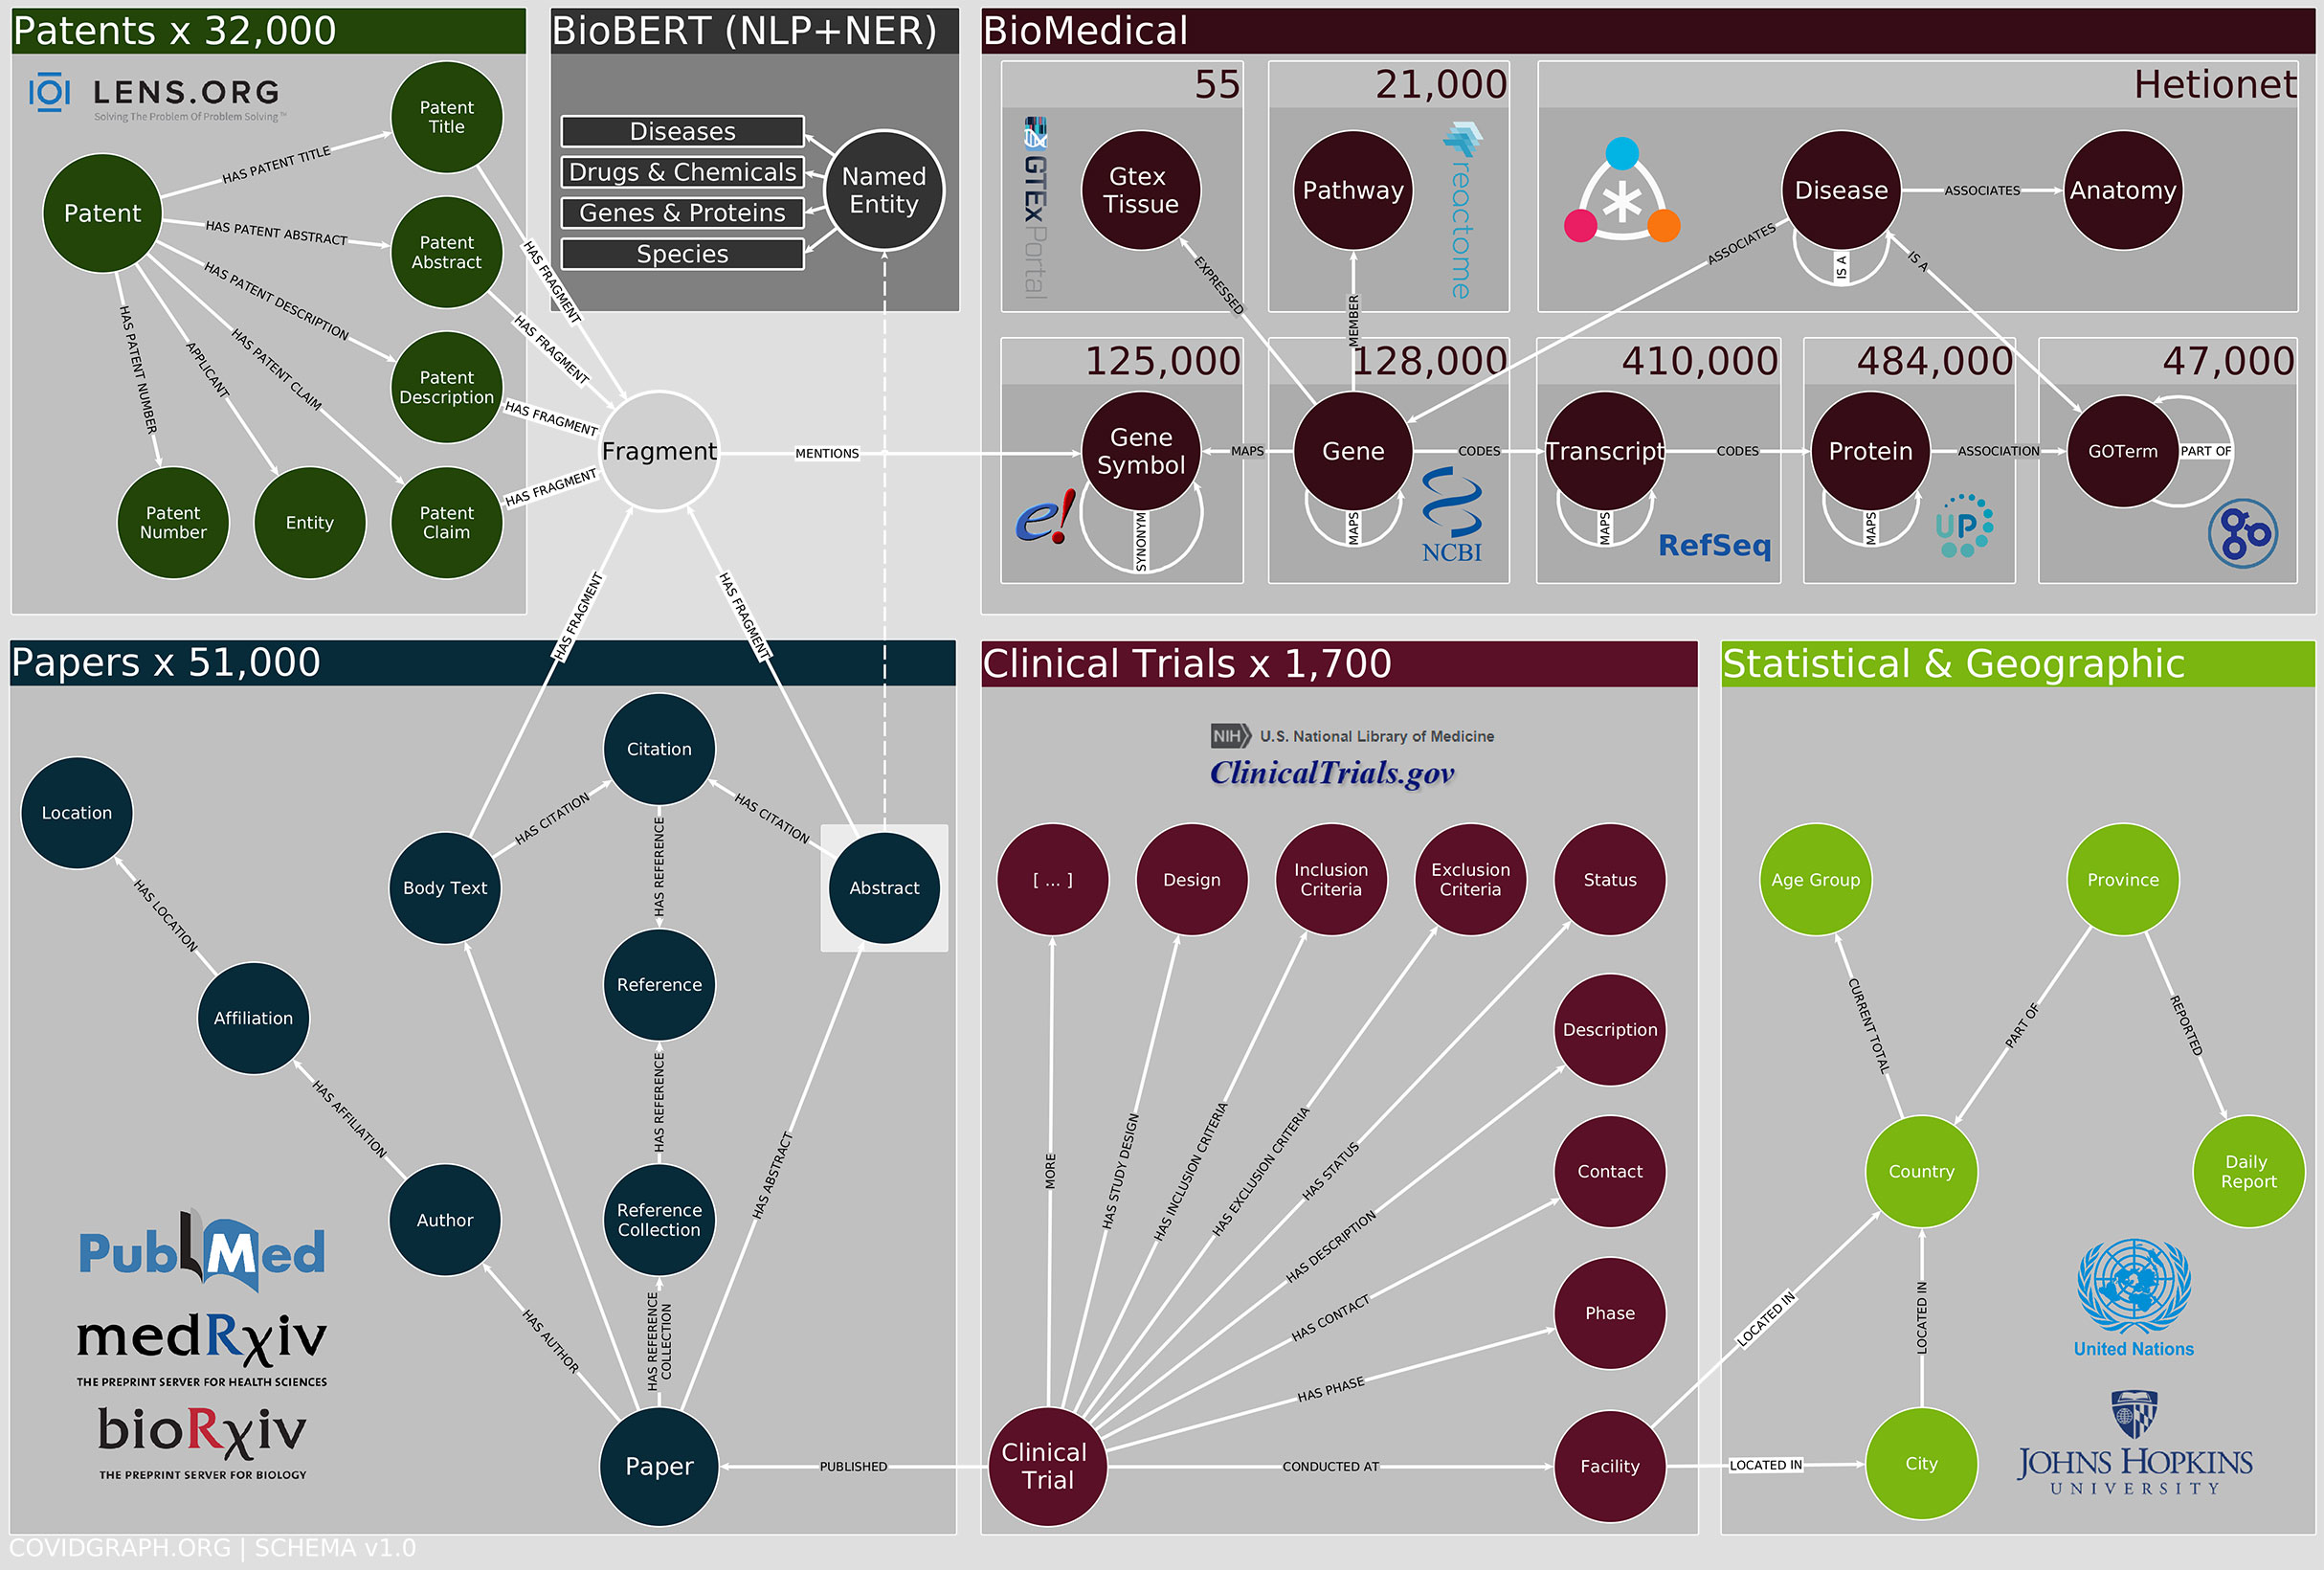 Patents x 32,000
LENS.ORG
Solving The Problem Of Problem Solving™
Patent
Title
HAS PATENT TITLE
Patent
HAS PATENT ABSTRACT
Patent
Abstract
HAS PATENT DESCRIPTION
Patent
Description
HAS PATENT CLAIM
APPLICANT
HAS PATENT NUMBER
Patent
Number
Entity
Patent
Claim
HAS FRAGMENT
HAS FRAGMENT
HAS FRAGMENT
HAS FRAGMENT
Fragment
MENTIONS
BioBERT (NLP+NER)
Diseases
Drugs & Chemicals
Genes & Proteins
Species
Named
Entity
BioMedical
55
Gtex
Tissue
GTEx Portal
21,000
Pathway
reactome
Hetionet
Disease
ASSOCIATES
Anatomy
ASSOCIATES
IS A
IS A
EXPRESSED
MEMBER
125,000
Gene
Symbol
e!
SYNONYM
MAPS
128,000
Gene
MAPS
NCBI
CODES
410,000
Transcript
MAPS
RefSeq
CODES
484,000
Protein
MAPS
UP
ASSOCIATION
47,000
GOTerm
PART OF
go
HAS FRAGMENT
HAS FRAGMENT
Papers x 51,000
Citation
Location
HAS CITATION
HAS CITATION
HAS REFERENCE
Body Text
Abstract
HAS LOCATION
Reference
Affiliation
HAS REFERENCE
HAS AFFILIATION
HAS ABSTRACT
Author
Reference
Collection
HAS AUTHOR
HAS REFERENCE
COLLECTION
Paper
PubMed
medRxiv
THE PREPRINT SERVER FOR HEALTH SCIENCES
bioRxiv
THE PREPRINT SERVER FOR BIOLOGY
PUBLISHED
Clinical Trials x 1,700
NIH U.S. National Library of Medicine
ClinicalTrials.gov
[ ... ]
Design
Inclusion
Criteria
Exclusion
Criteria
Status
Description
Contact
Phase
MORE
HAS STUDY DESIGN
HAS INCLUSION CRITERIA
HAS EXCLUSION CRITERIA
HAS STATUS
HAS DESCRIPTION
HAS CONTACT
HAS PHASE
Clinical
Trial
CONDUCTED AT
Facility
LOCATED IN
LOCATED IN
Statistical & Geographic
Age Group
Province
CURRENT TOTAL
PART OF
REPORTED
Country
Daily
Report
LOCATED IN
City
United Nations
JOHNS HOPKINS
UNIVERSITY
COVIDGRAPH.ORG | SCHEMA v1.0